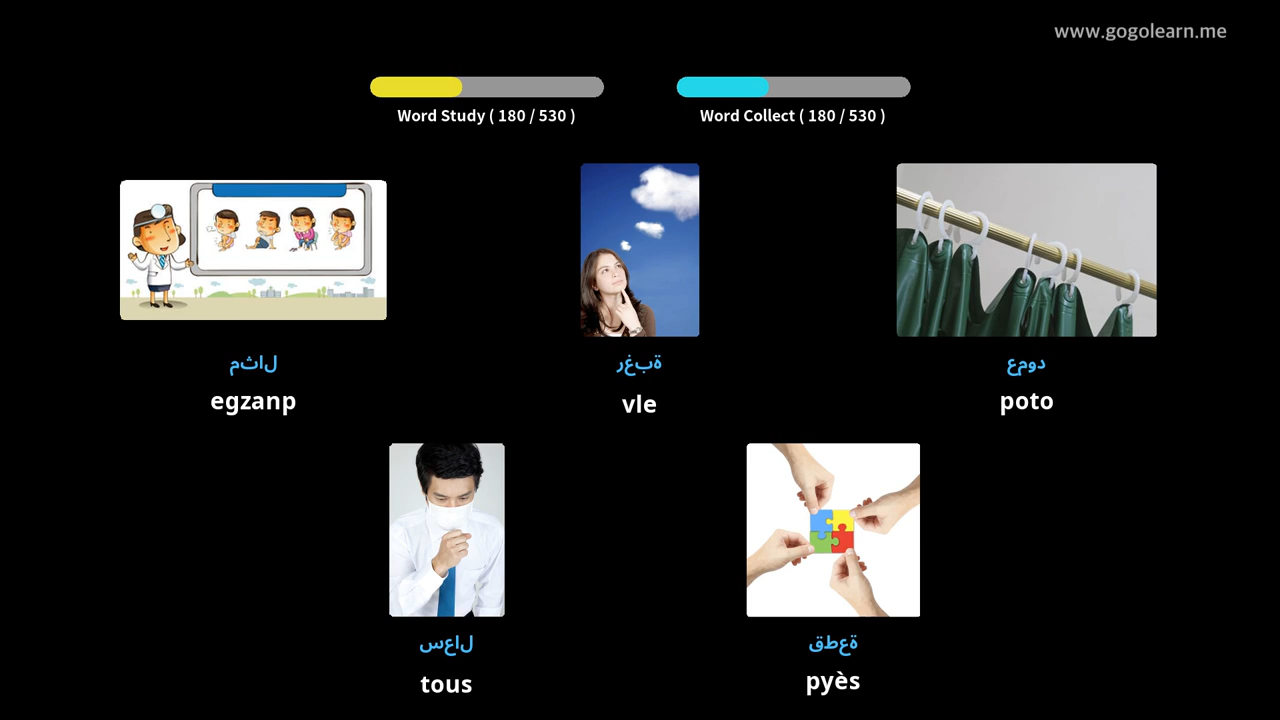 www.gogolearn.me
Word Study ( 180 / 530 )
Word Collect ( 180 / 530 )
مثال
رغبة
عمود
egzanp
vle
poto
سعال
قطعة
tous
pyès